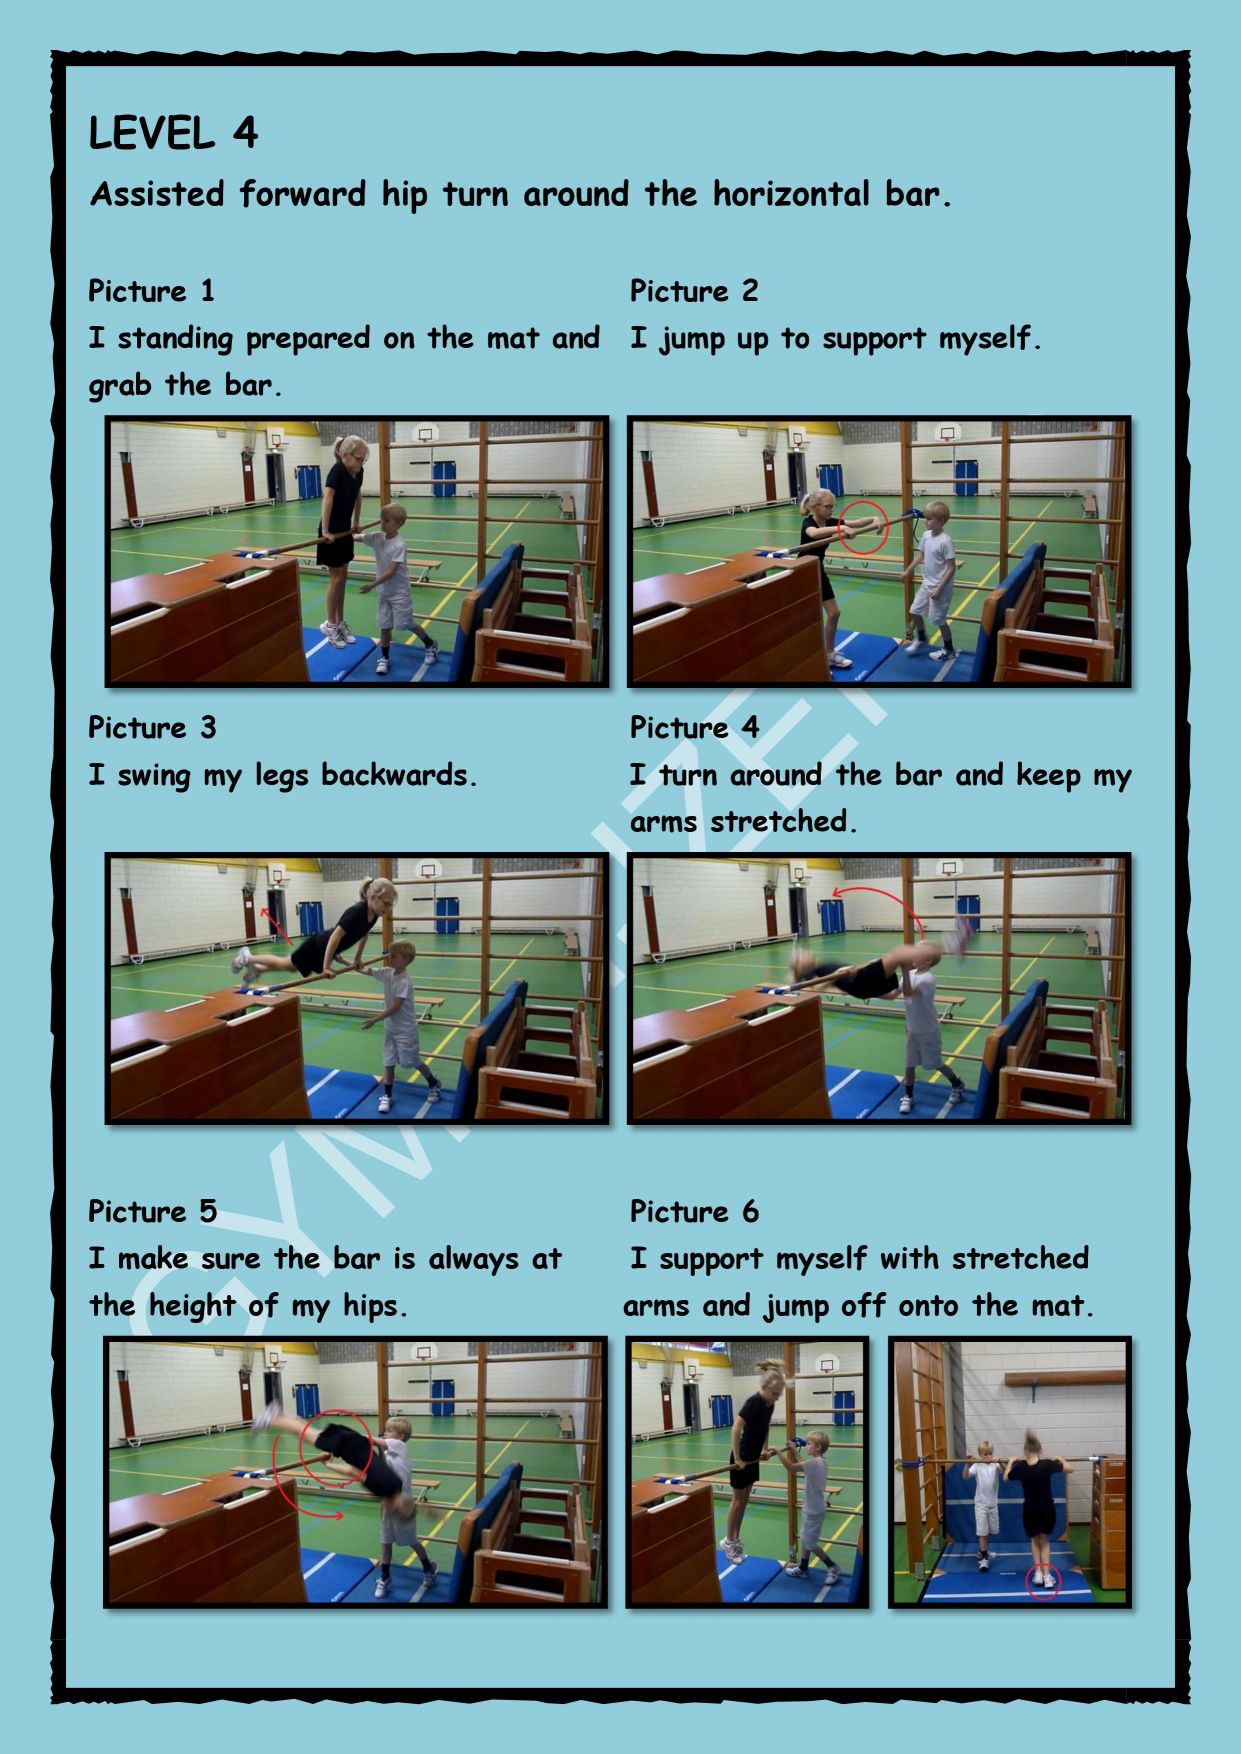 LEVEL 4
Assisted forward hip turn around the horizontal bar.
Picture 1
I standing prepared on the mat and
grab the bar.
Picture 2
I jump up to support myself.
Picture 3
I swing my legs backwards.
Picture 4
I turn around the bar and keep my
arms stretched.
Picture 5
I make sure the bar is always at
the height of my hips.
Picture 6
I support myself with stretched
arms and jump off onto the mat.